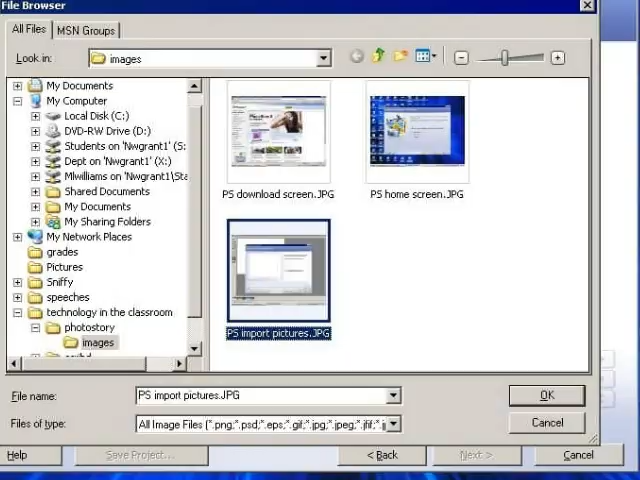 File Browser
All Files
MSN Groups
Look in:
images
My Documents
My Computer
Local Disk (C:)
DVD-RW Drive (D:)
Students on 'Nwgrant1' (S:
Dept on 'Nwgrant1' (X:)
Mlwilliams on 'Nwgrant1\Sta
Shared Documents
My Documents
My Sharing Folders
My Network Places
grades
Pictures
Sniffy
speeches
technology in the classroom
photostory
images
PS download screen.JPG
PS home screen.JPG
PS import pictures.JPG
File name:
PS import pictures.JPG
OK
Files of type:
All Image Files (*.png;*.psd;*.eps;*.gif;*.jpg;*.jpeg;*.jfif;*.j
Cancel
Help
Save Project...
< Back
Next >
Cancel